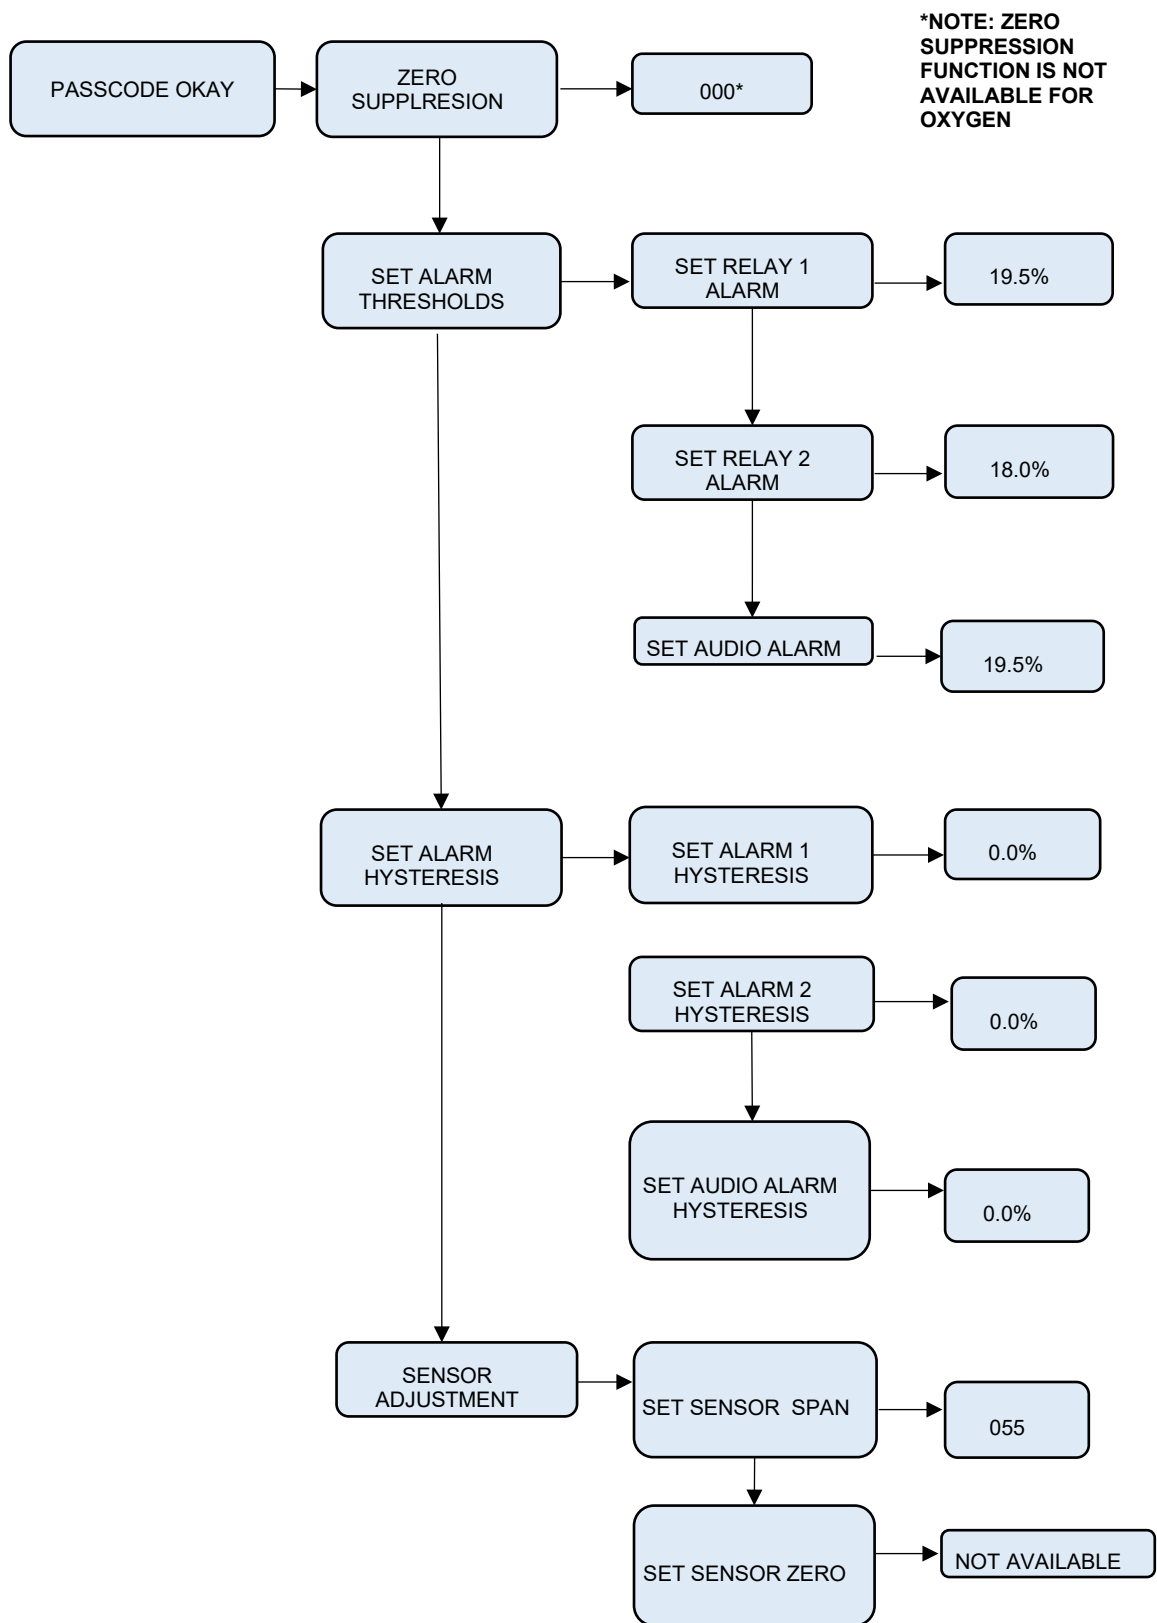 *NOTE: ZERO
SUPPRESSION
FUNCTION IS NOT
AVAILABLE FOR
OXYGEN
PASSCODE OKAY
ZERO
SUPPLRESION
000*
SET ALARM
THRESHOLDS
SET RELAY 1
ALARM
19.5%
SET RELAY 2
ALARM
18.0%
SET AUDIO ALARM
19.5%
SET ALARM
HYSTERESIS
SET ALARM 1
HYSTERESIS
0.0%
SET ALARM 2
HYSTERESIS
0.0%
SET AUDIO ALARM
HYSTERESIS
0.0%
SENSOR
ADJUSTMENT
SET SENSOR  SPAN
055
SET SENSOR ZERO
NOT AVAILABLE